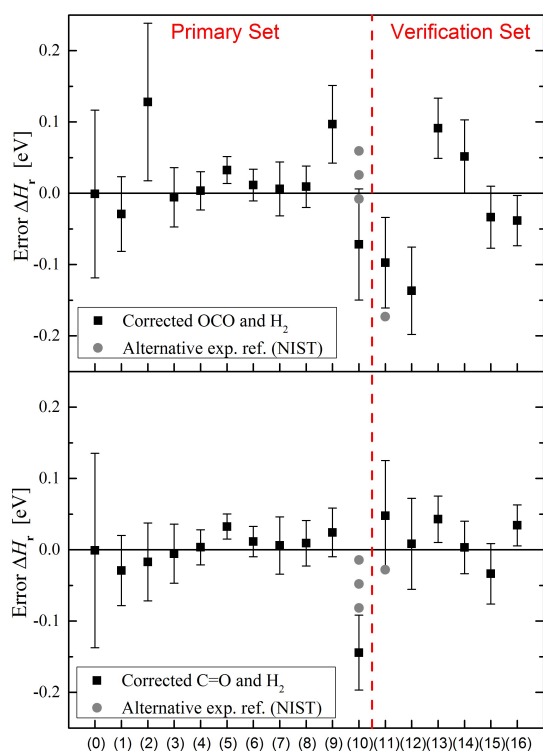 Primary Set
Verification Set
0.2
0.1
0.0
-0.1
-0.2
Error ΔHr [eV]
Corrected OCO and H2
Alternative exp. ref. (NIST)
0.2
0.1
0.0
-0.1
-0.2
Error ΔHr [eV]
Corrected C=O and H2
Alternative exp. ref. (NIST)
(0) (1) (2) (3) (4) (5) (6) (7) (8) (9) (10) (11) (12) (13) (14) (15) (16)